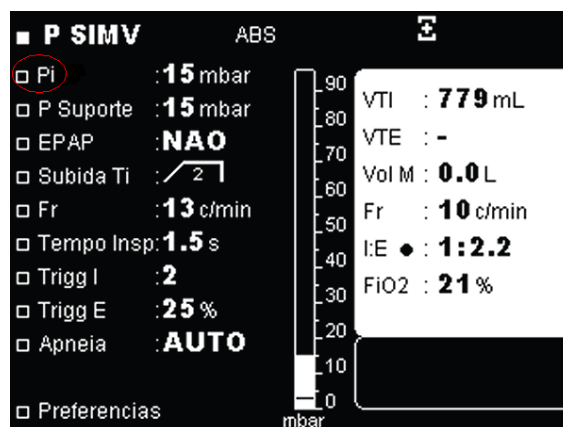 P SIMV ABS
Pi :15 mbar
P Suporte :15 mbar
EPAP :NAO
Subida Ti : 2
Fr :13 c/min
Tempo Insp:1.5 s
Trigg I :2
Trigg E :25 %
Apneia :AUTO
Preferencias
90
80
70
60
50
40
30
20
10
0
mbar
VTI : 779 mL
VTE : -
Vol M : 0.0 L
Fr : 10 c/min
I:E ● : 1:2.2
FiO2 : 21 %